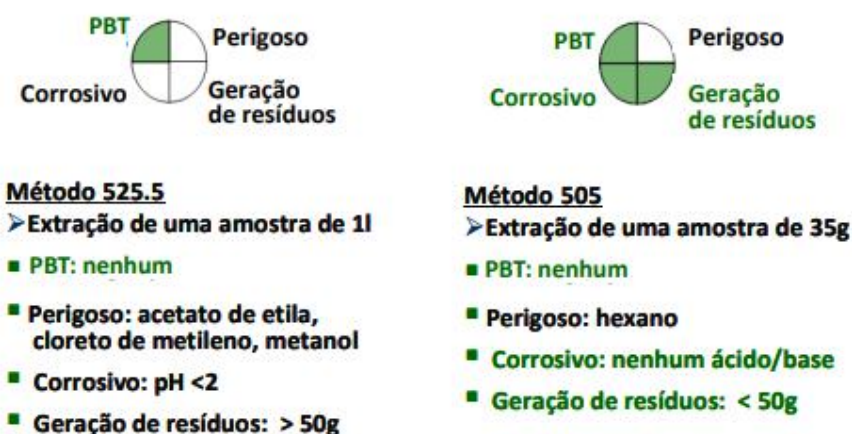 PBT
Perigoso
Corrosivo
Geração
de resíduos
Método 525.5
➢Extração de uma amostra de 1l
▪ PBT: nenhum
▪ Perigoso: acetato de etila,
cloreto de metileno, metanol
▪ Corrosivo: pH <2
▪ Geração de resíduos: > 50g
PBT
Perigoso
Corrosivo
Geração
de resíduos
Método 505
➢Extração de uma amostra de 35g
▪ PBT: nenhum
▪ Perigoso: hexano
▪ Corrosivo: nenhum ácido/base
▪ Geração de resíduos: < 50g